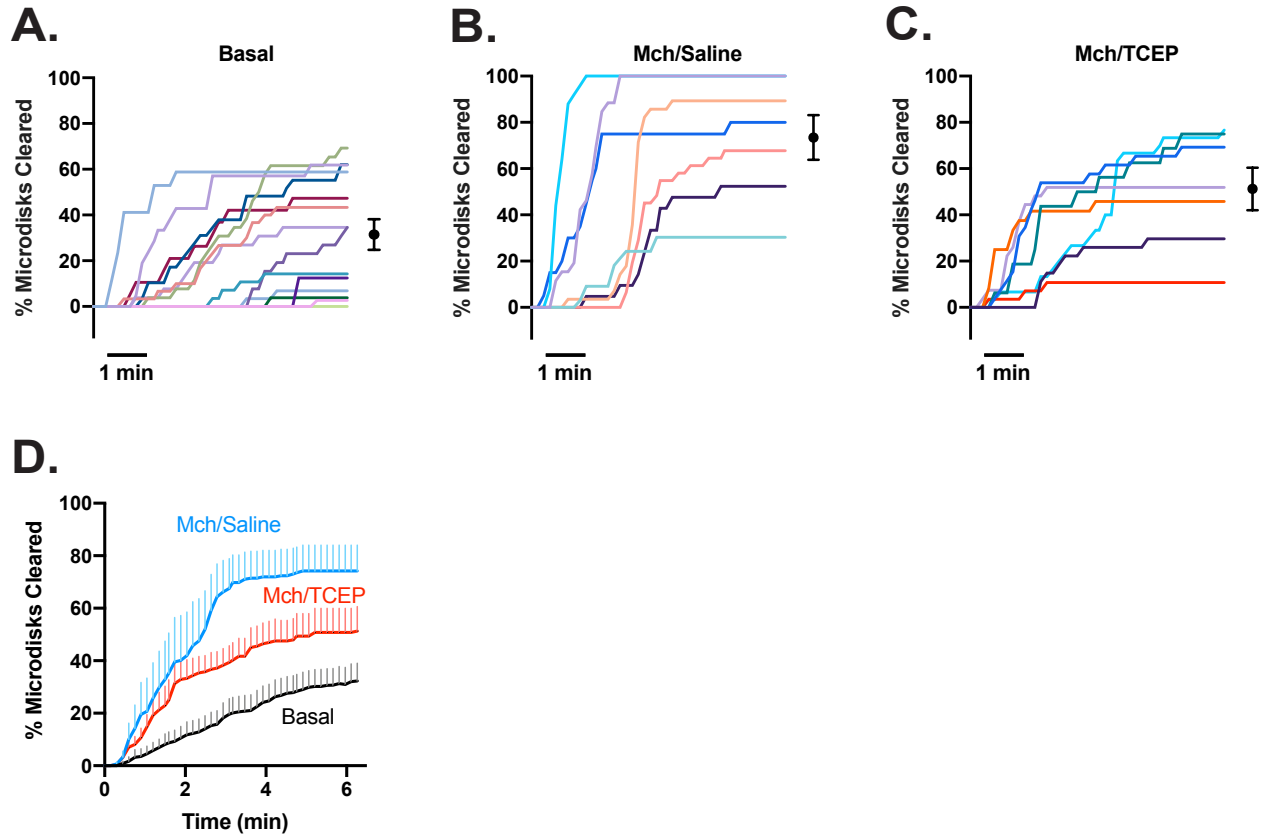 A.
Basal
% Microdisks Cleared
100
80
60
40
20
0
1 min
B.
Mch/Saline
% Microdisks Cleared
100
80
60
40
20
0
1 min
C.
Mch/TCEP
% Microdisks Cleared
100
80
60
40
20
0
1 min
D.
% Microdisks Cleared
100
80
60
40
20
0
Mch/Saline
Mch/TCEP
Basal
0 2 4 6
Time (min)